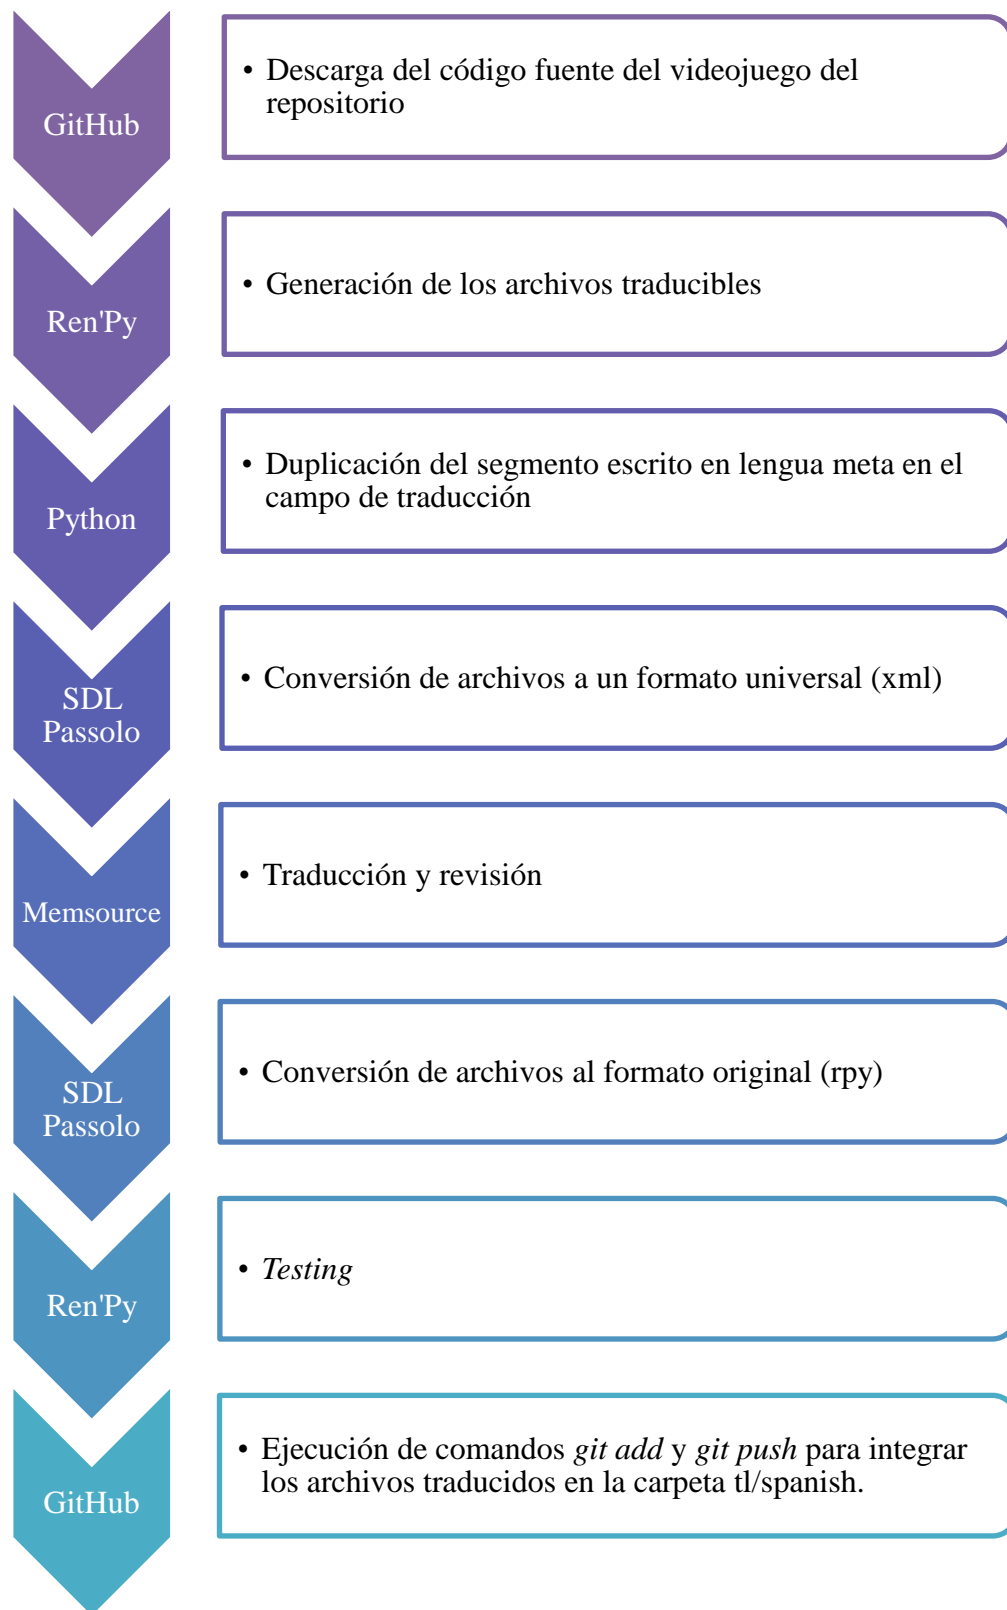 GitHub
• Descarga del código fuente del videojuego del
repositorio
Ren'Py
• Generación de los archivos traducibles
Python
• Duplicación del segmento escrito en lengua meta en el
campo de traducción
SDL
Passolo
• Conversión de archivos a un formato universal (xml)
Memsource
• Traducción y revisión
SDL
Passolo
• Conversión de archivos al formato original (rpy)
Ren'Py
• Testing
GitHub
• Ejecución de comandos git add y git push para integrar
los archivos traducidos en la carpeta tl/spanish.